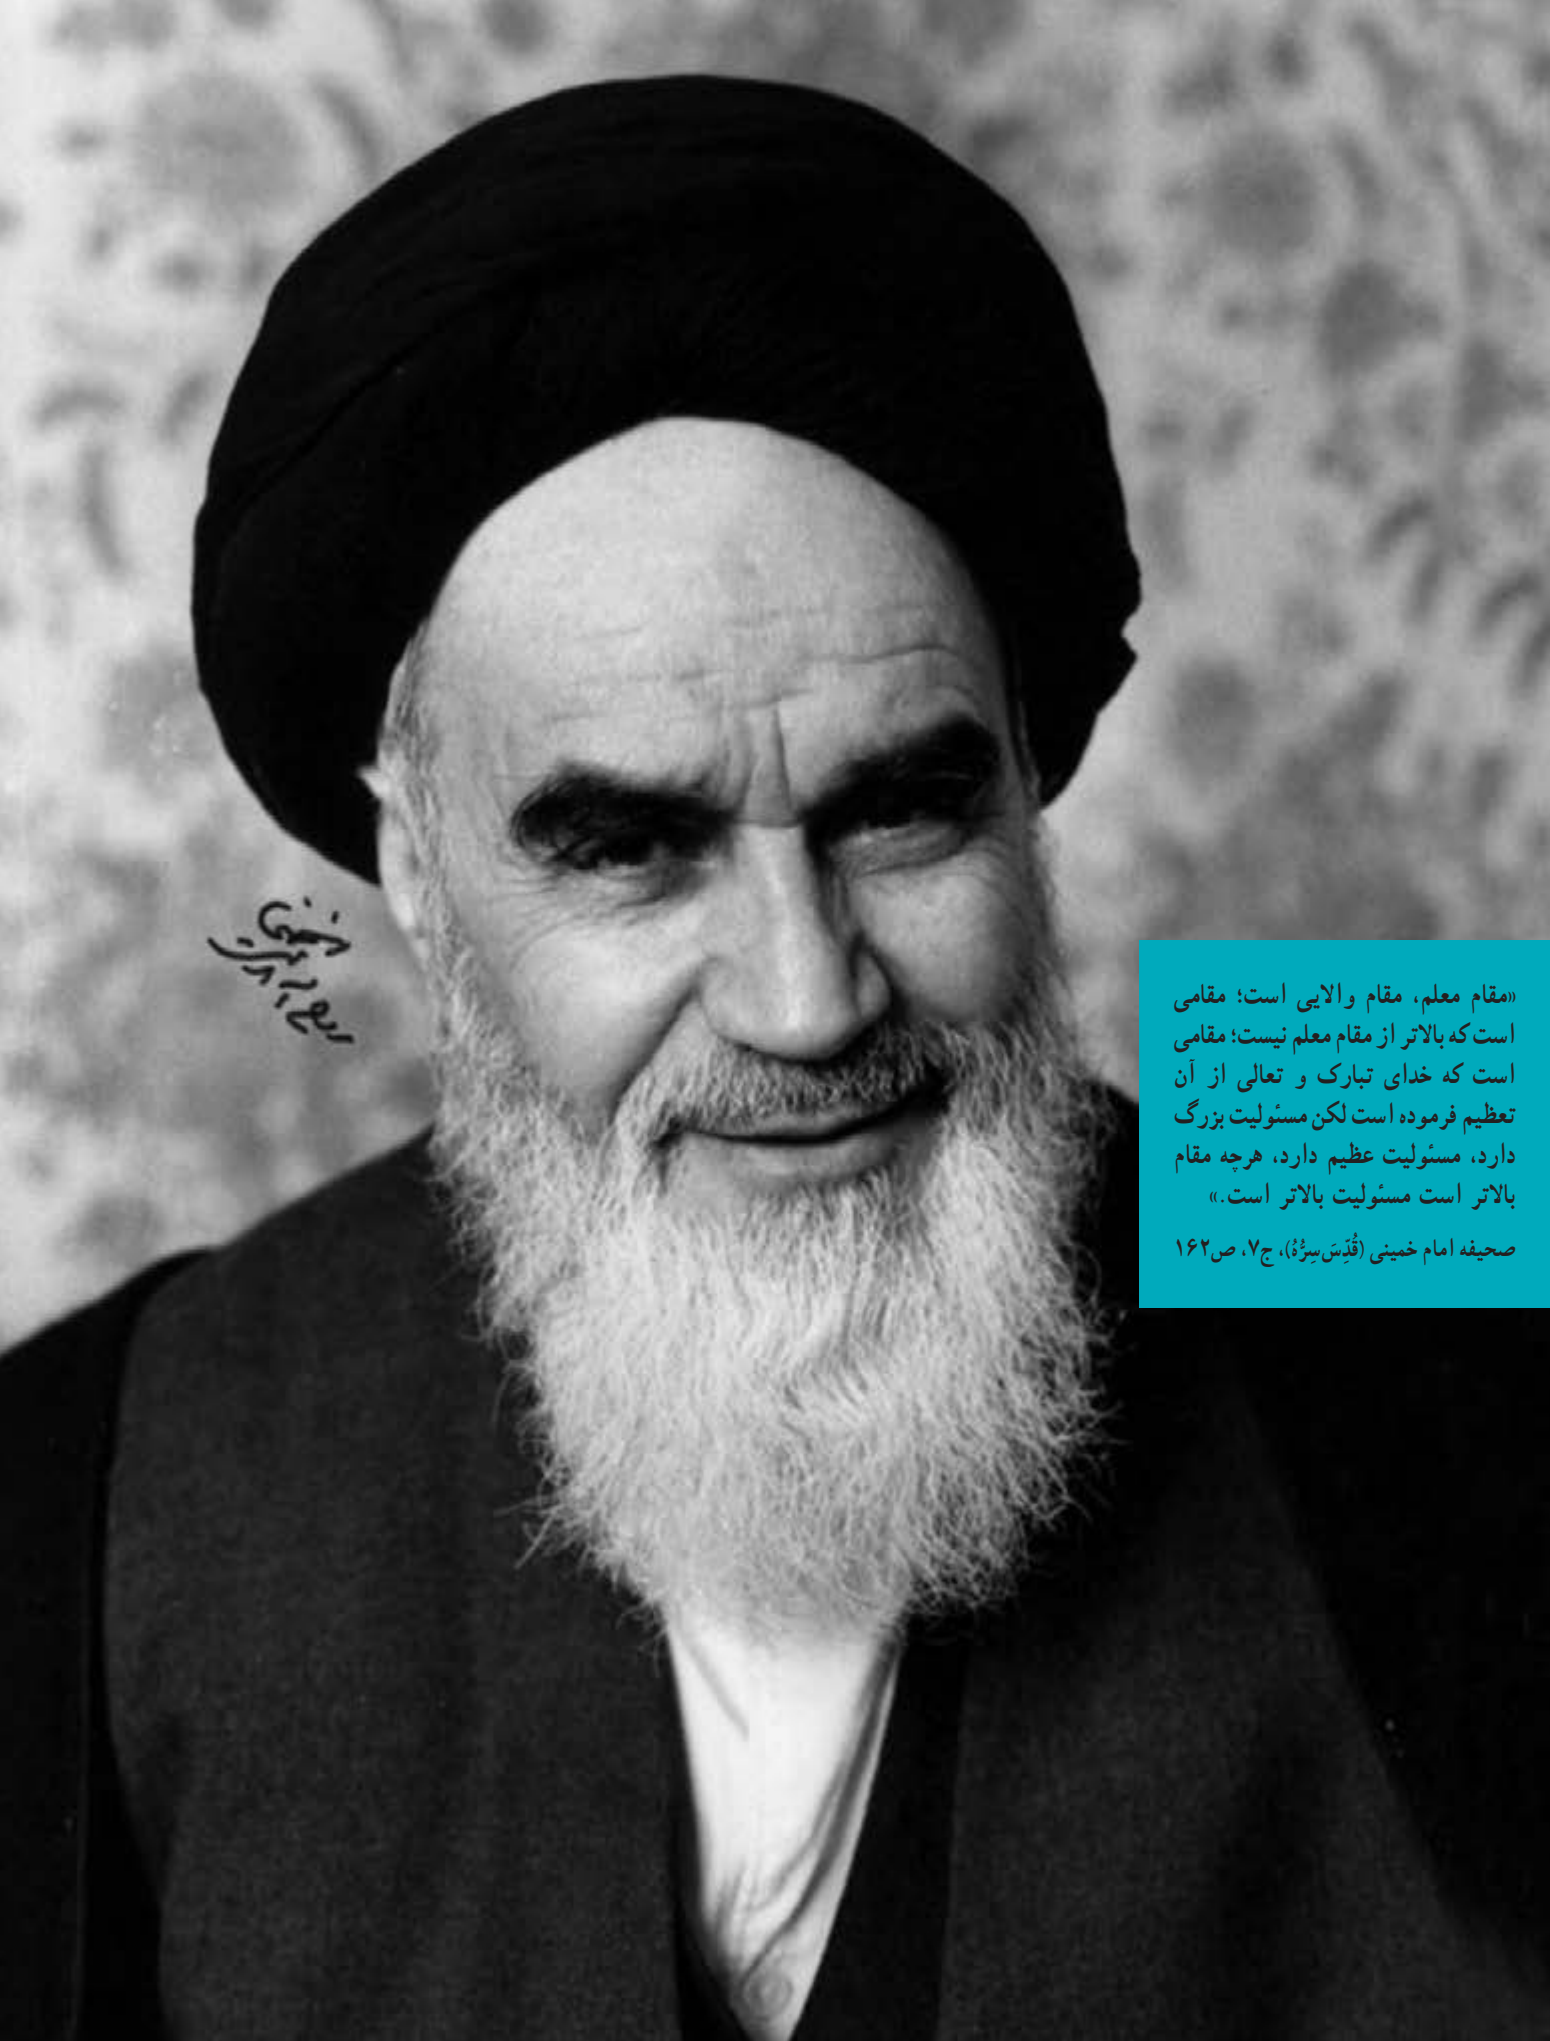 «مقام معلم، مقام والایی است؛ مقامی
است که بالاتر از مقام معلم نیست؛ مقامی
است که خدای تبارک و تعالی از آن
تعظیم فرموده است لکن مسئولیت بزرگ
دارد، مسئولیت عظیم دارد، هرچه مقام
بالاتر است مسئولیت بالاتر است.»
صحیفه امام خمینی (قُدِّسَ سِرُّهُ)، ج۷، ص۱۶۲